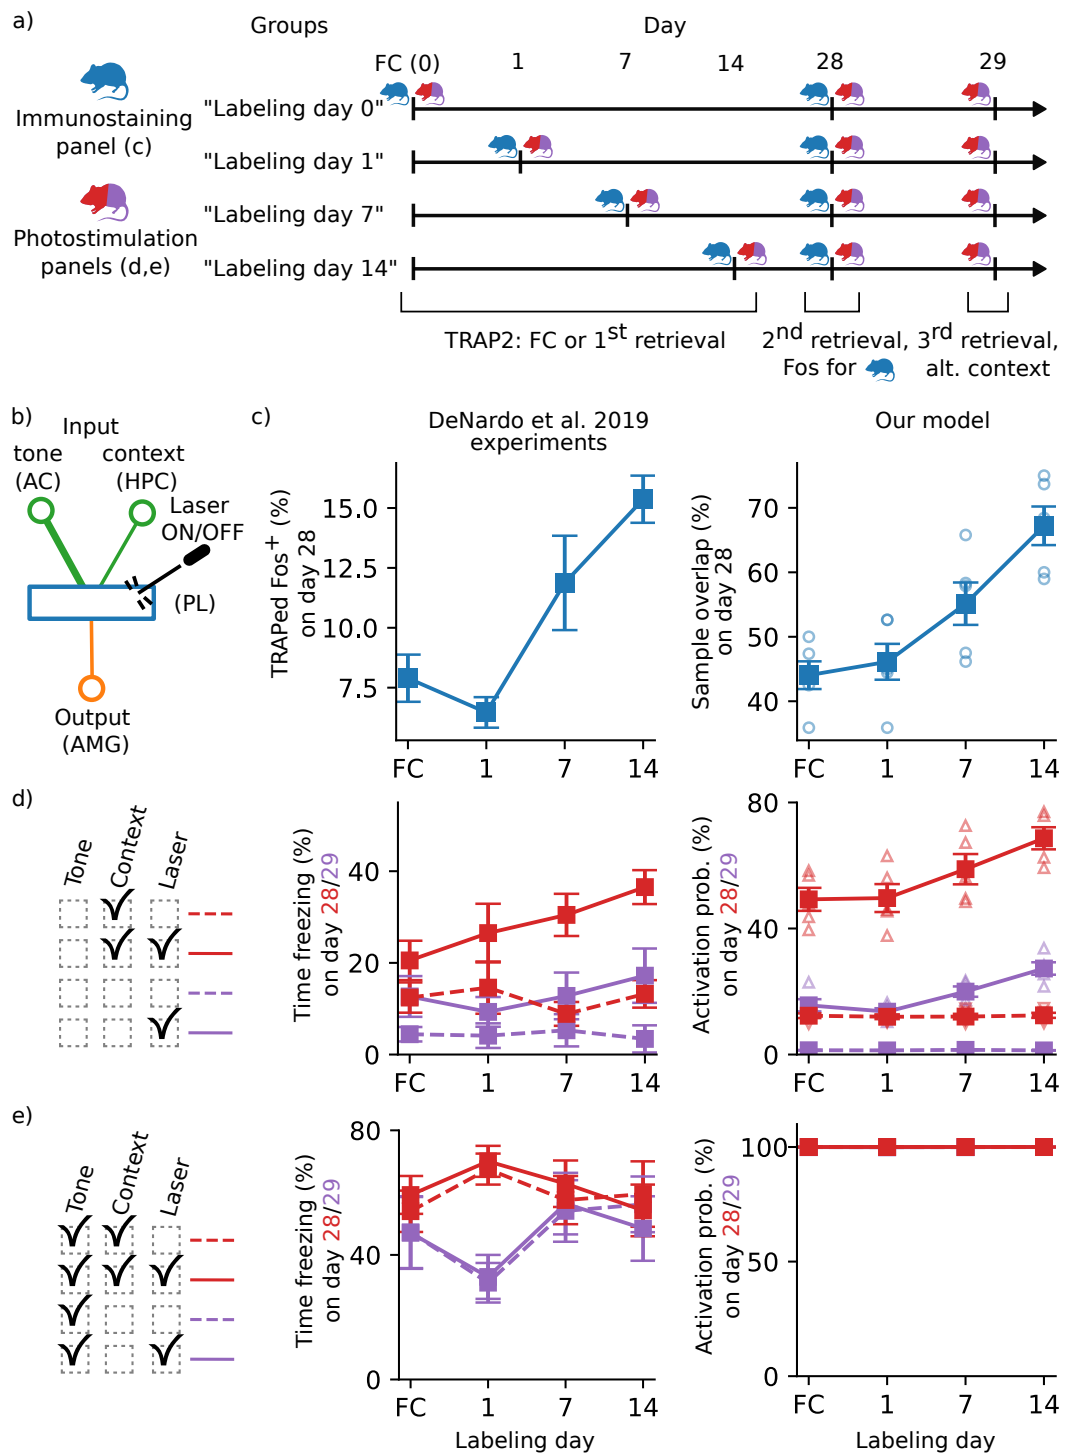 a)
Groups
Day
FC (0)
1
7
14
28
29
Immunostaining
panel (c)
Photostimulation
panels (d,e)
"Labeling day 0"
"Labeling day 1"
"Labeling day 7"
"Labeling day 14"
TRAP2: FC or 1st retrieval
2nd retrieval,
Fos for
3rd retrieval,
alt. context
b)
Input
tone
(AC)
context
(HPC)
Laser
ON/OFF
(PL)
Output
(AMG)
c)
DeNardo et al. 2019
experiments
TRAPed Fos+ (%)
on day 28
15.0
12.5
10.0
7.5
FC 1 7 14
Our model
Sample overlap (%)
on day 28
70
60
50
40
FC 1 7 14
d)
Tone
Context
Laser
Time freezing (%)
on day 28/29
40
20
0
FC 1 7 14
Activation prob. (%)
on day 28/29
80
40
0
FC 1 7 14
e)
Tone
Context
Laser
Time freezing (%)
on day 28/29
80
40
0
FC 1 7 14
Labeling day
Activation prob. (%)
on day 28/29
100
50
0
FC 1 7 14
Labeling day